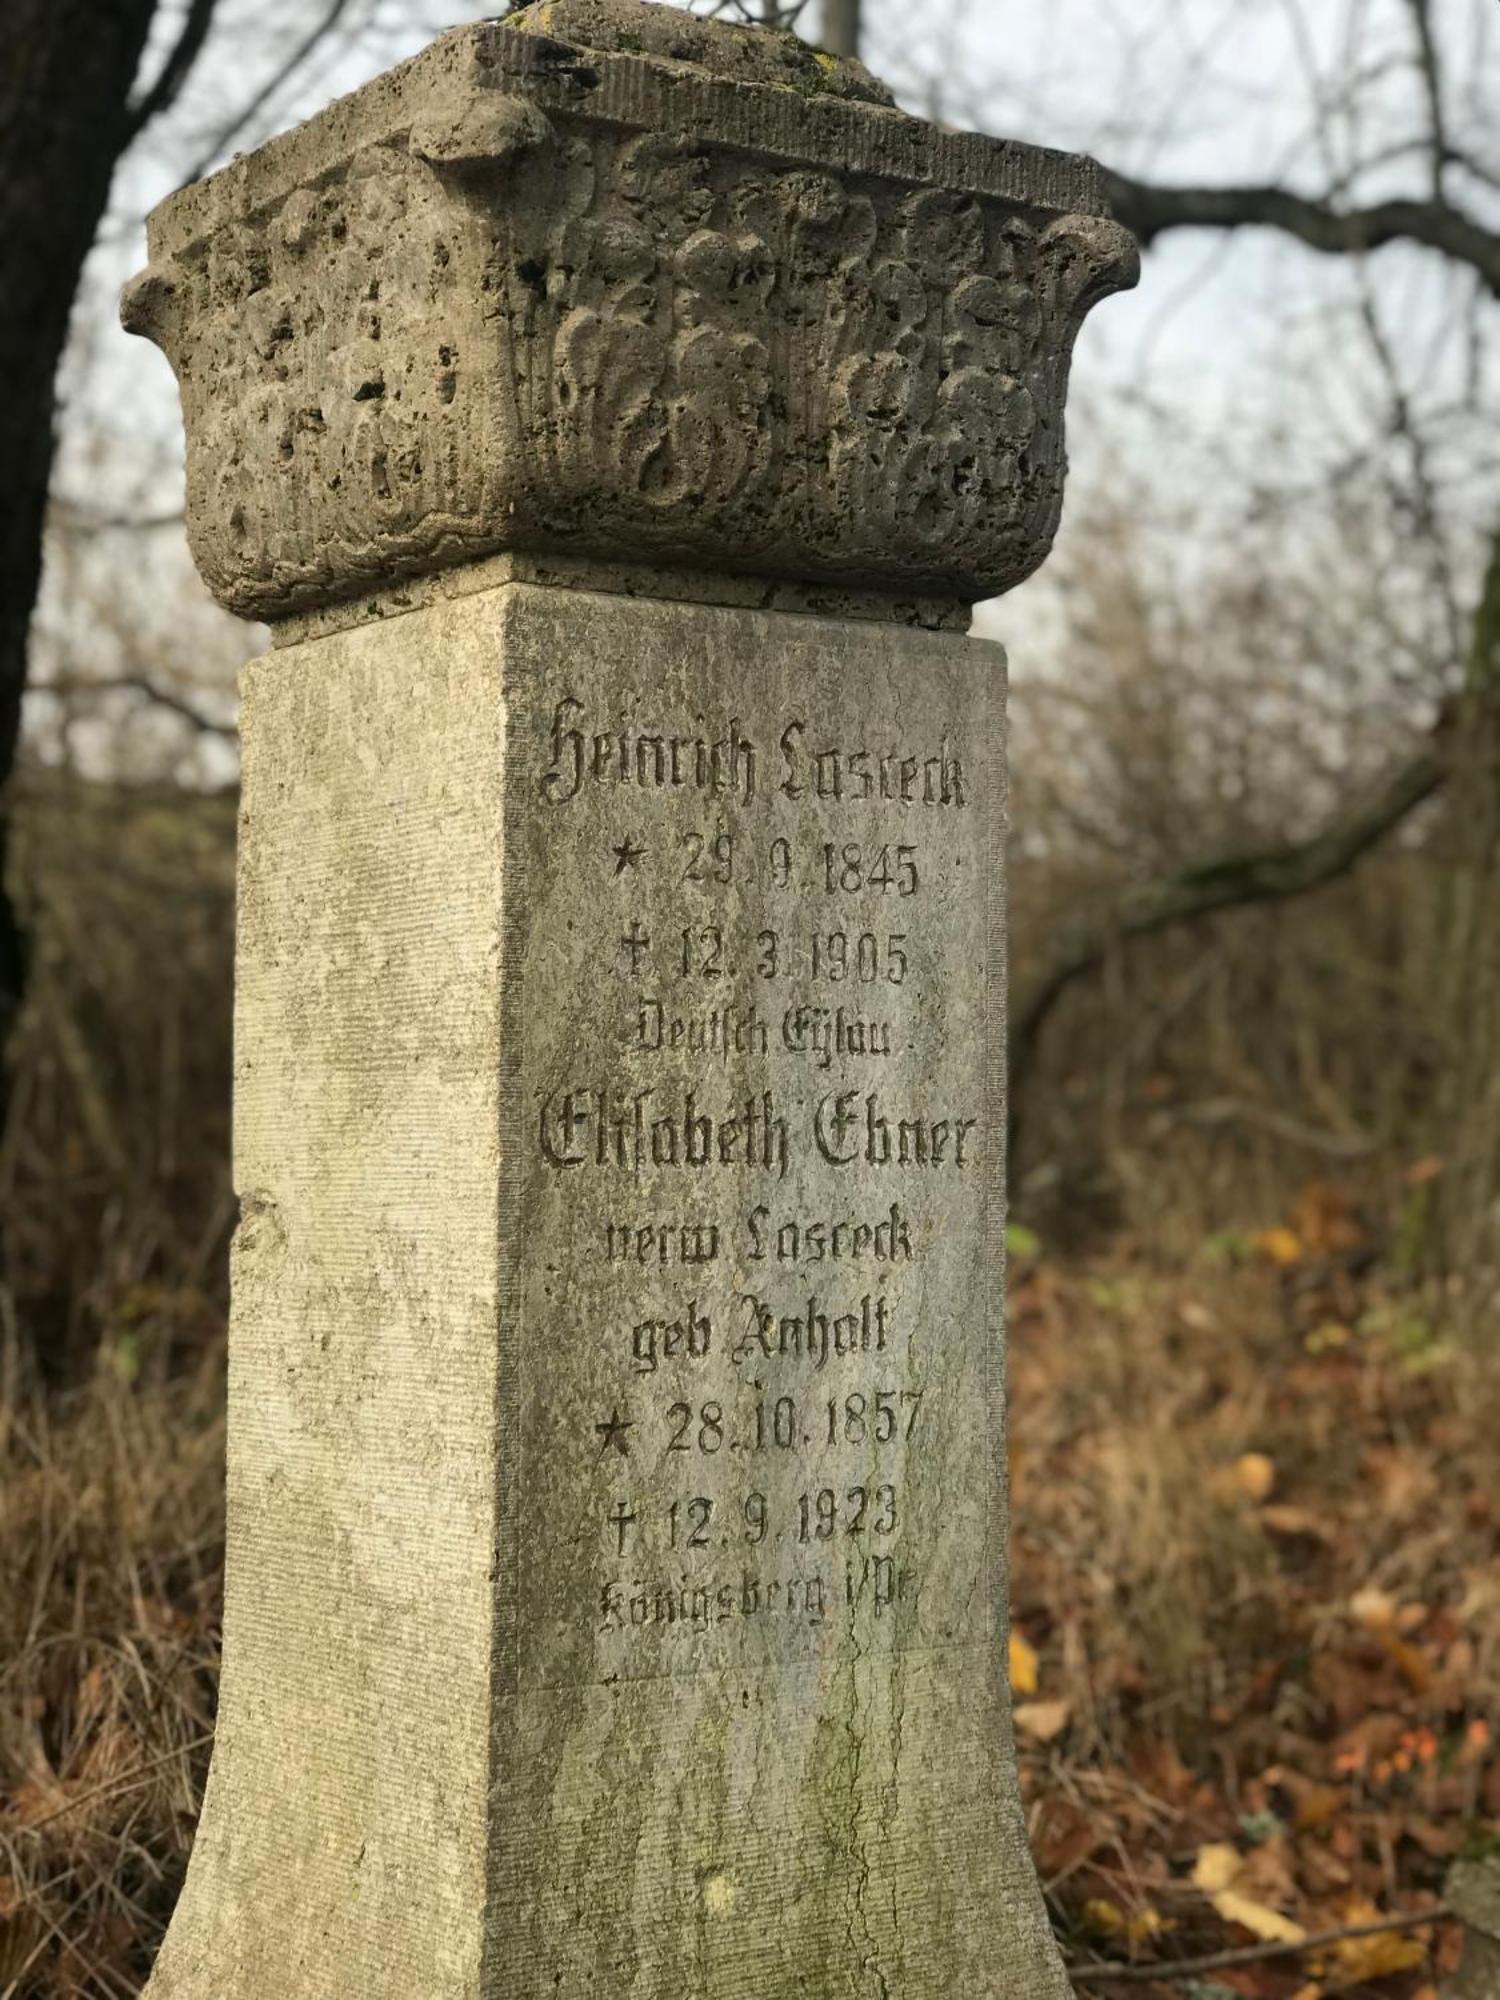 Heinrich Lasceck
* 29.9.1845
† 12.3.1905
Deutsch Eÿlau
Elisabeth Ebner
verw Lasceck
geb Anhalt
* 28.10.1857
† 12.9.1923
Königsberg i/Pr